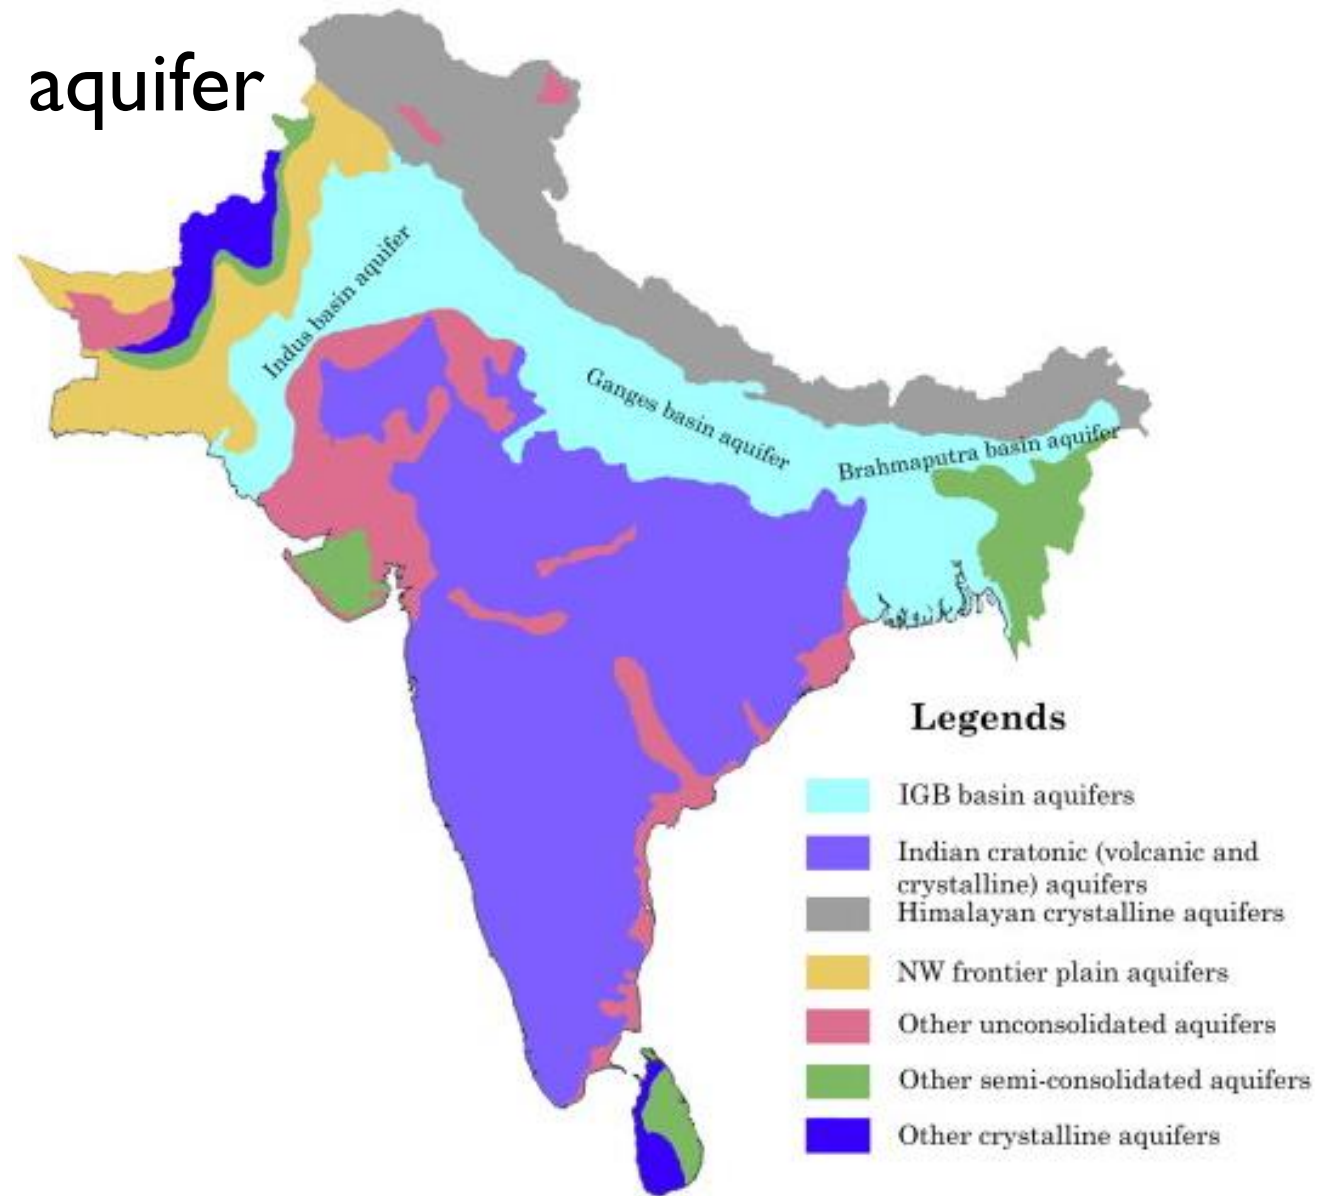 aquifer
Indus basin aquifer
Ganges basin aquifer
Brahmaputra basin aquifer
Legends
IGB basin aquifers
Indian cratonic (volcanic and
crystalline) aquifers
Himalayan crystalline aquifers
NW frontier plain aquifers
Other unconsolidated aquifers
Other semi-consolidated aquifers
Other crystalline aquifers